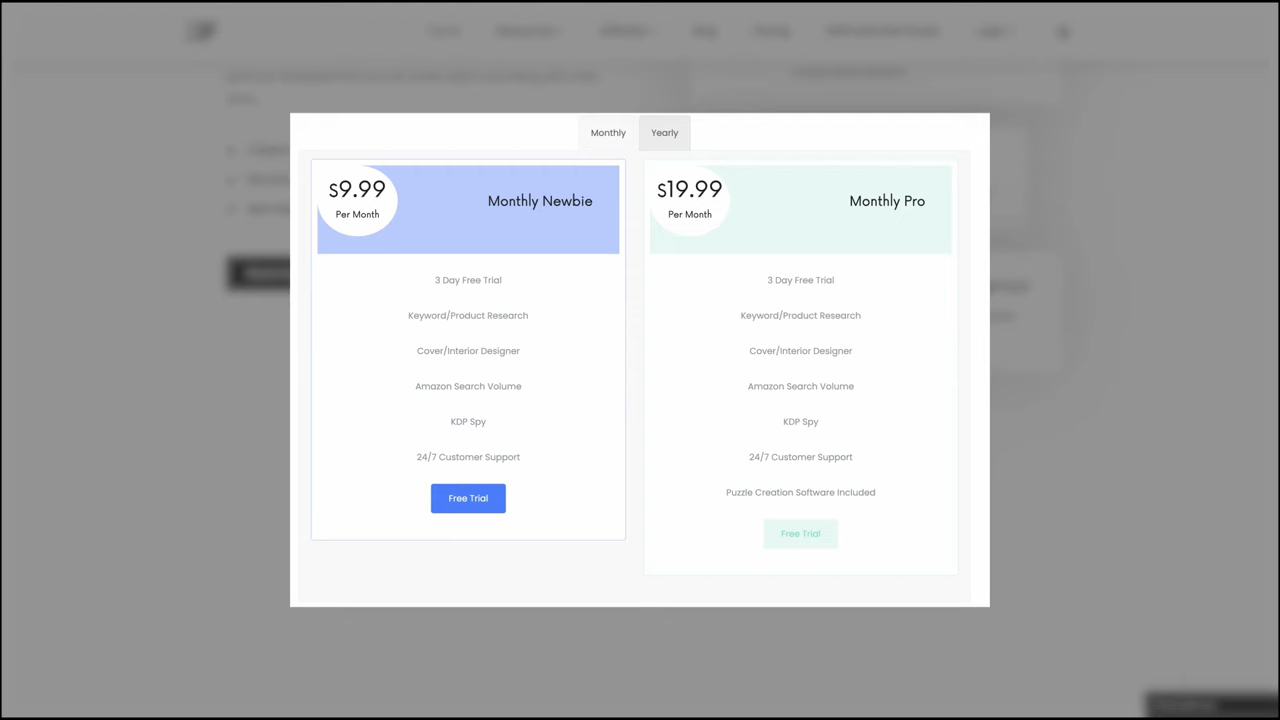 Monthly Yearly
$9.99
Per Month
Monthly Newbie
3 Day Free Trial
Keyword/Product Research
Cover/Interior Designer
Amazon Search Volume
KDP Spy
24/7 Customer Support
Free Trial
$19.99
Per Month
Monthly Pro
3 Day Free Trial
Keyword/Product Research
Cover/Interior Designer
Amazon Search Volume
KDP Spy
24/7 Customer Support
Puzzle Creation Software Included
Free Trial